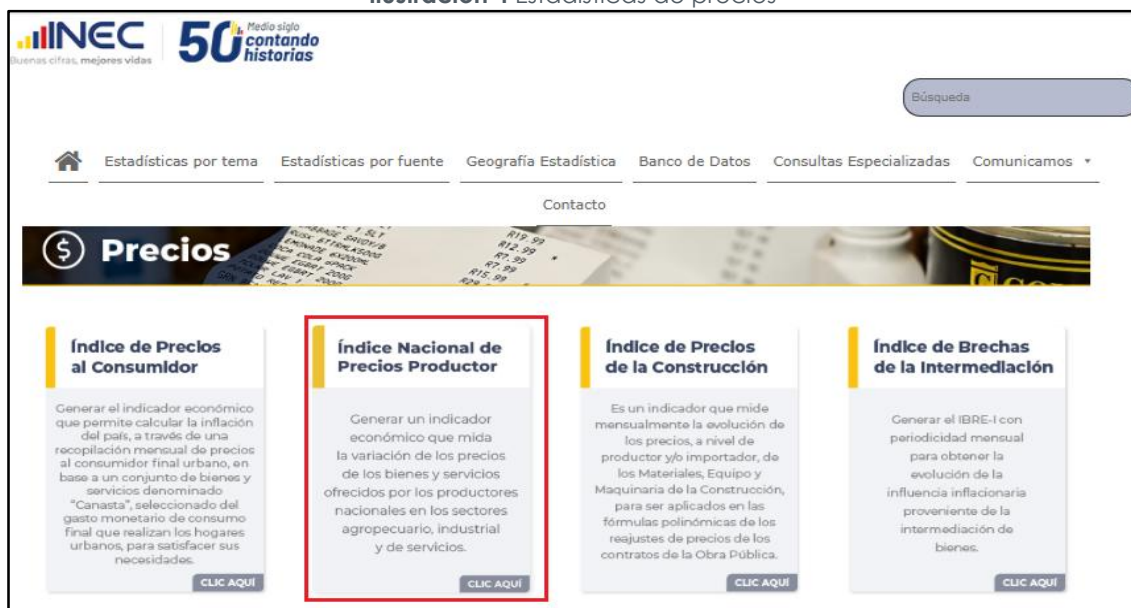 Ilustración 4 Estadísticas de precios
INEC
Buenas cifras, mejores vidas
50 Medio siglo
contando
historias
Búsqueda
Estadísticas por tema Estadísticas por fuente Geografía Estadística Banco de Datos Consultas Especializadas Comunicamos
Contacto
Precios
Índice de Precios
al Consumidor
Generar el indicador económico
que permite calcular la inflación
del país, a través de una
recopilación mensual de precios
al consumidor final urbano, en
base a un conjunto de bienes y
servicios denominado
"Canasta", seleccionado del
gasto monetario de consumo
final que realizan los hogares
urbanos, para satisfacer sus
necesidades.
CLIC AQUÍ
Índice Nacional de
Precios Productor
Generar un indicador
económico que mida
la variación de los precios
de los bienes y servicios
ofrecidos por los productores
nacionales en los sectores
agropecuario, industrial
y de servicios.
CLIC AQUÍ
Índice de Precios
de la Construcción
Es un indicador que mide
mensualmente la evolución de
los precios, a nivel de
productor y/o importador, de
los Materiales, Equipo y
Maquinaria de la Construcción,
para ser aplicados en las
fórmulas polinómicas de los
reajustes de precios de los
contratos de la Obra Pública.
CLIC AQUÍ
Índice de Brechas
de la Intermediación
Generar el IBRE-I con
periodicidad mensual
para obtener la
evolución de la
influencia inflacionaria
proveniente de la
intermediación de
bienes.
CLIC AQUÍ